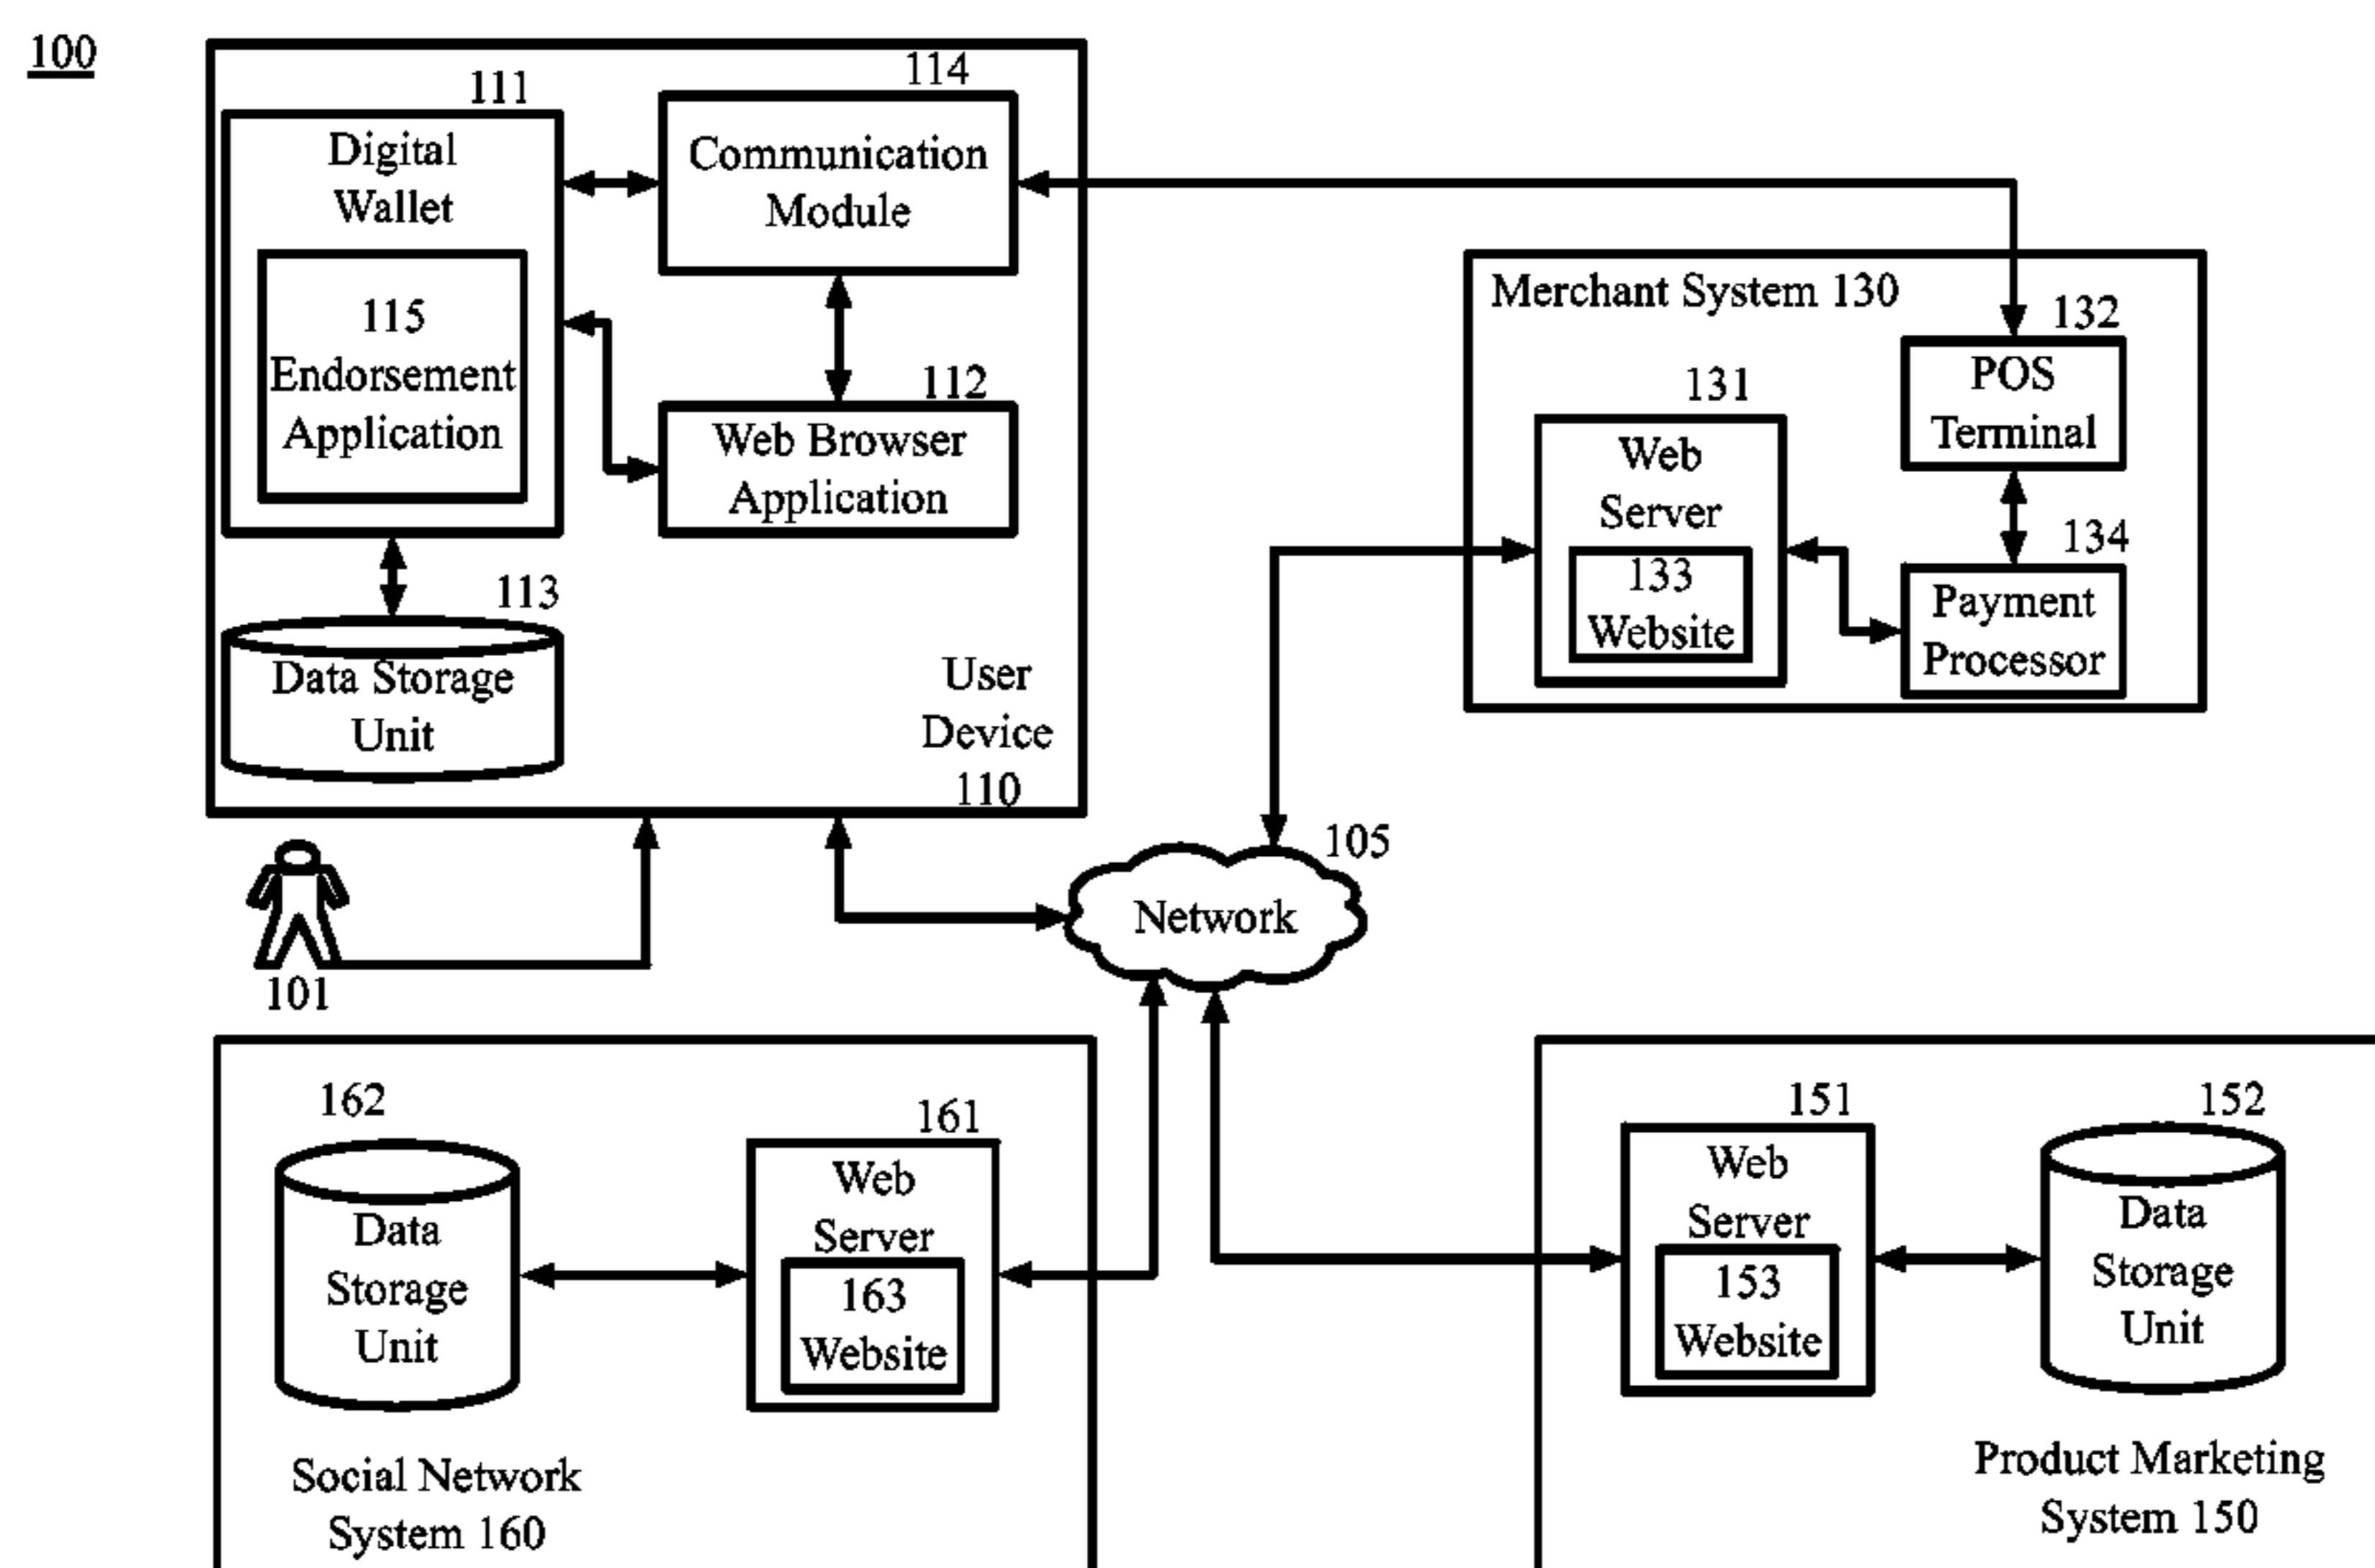 100
111
Digital
Wallet
115
Endorsement
Application
114
Communication
Module
112
Web Browser
Application
113
Data Storage
Unit
User
Device
110
Merchant System 130
132
POS
Terminal
131
Web
Server
133
Website
134
Payment
Processor
101
105
Network
162
Data
Storage
Unit
161
Web
Server
163
Website
Social Network
System 160
151
Web
Server
153
Website
152
Data
Storage
Unit
Product Marketing
System 150